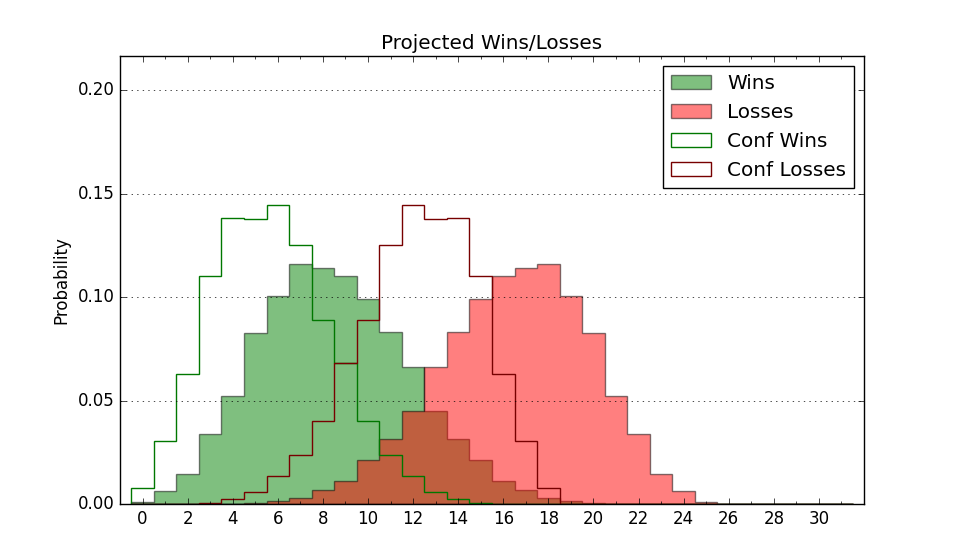 Projected Wins/Losses
Wins
Losses
Conf Wins
Conf Losses
Probability
0.20
0.15
0.10
0.05
0.00
0 2 4 6 8 10 12 14 16 18 20 22 24 26 28 30